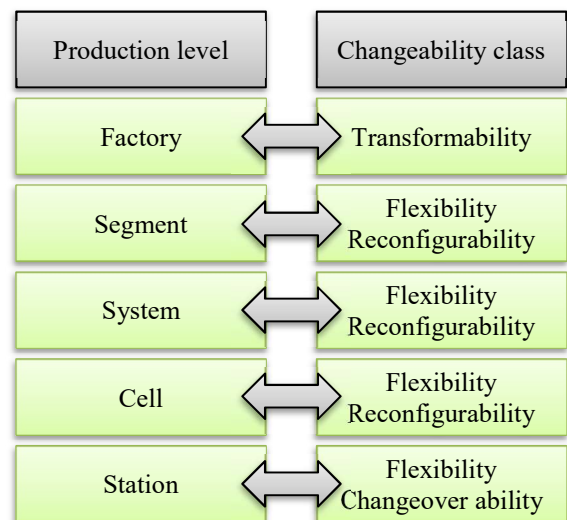 Production level
Changeability class
Factory
Transformability
Segment
Flexibility
Reconfigurability
System
Flexibility
Reconfigurability
Cell
Flexibility
Reconfigurability
Station
Flexibility
Changeover ability